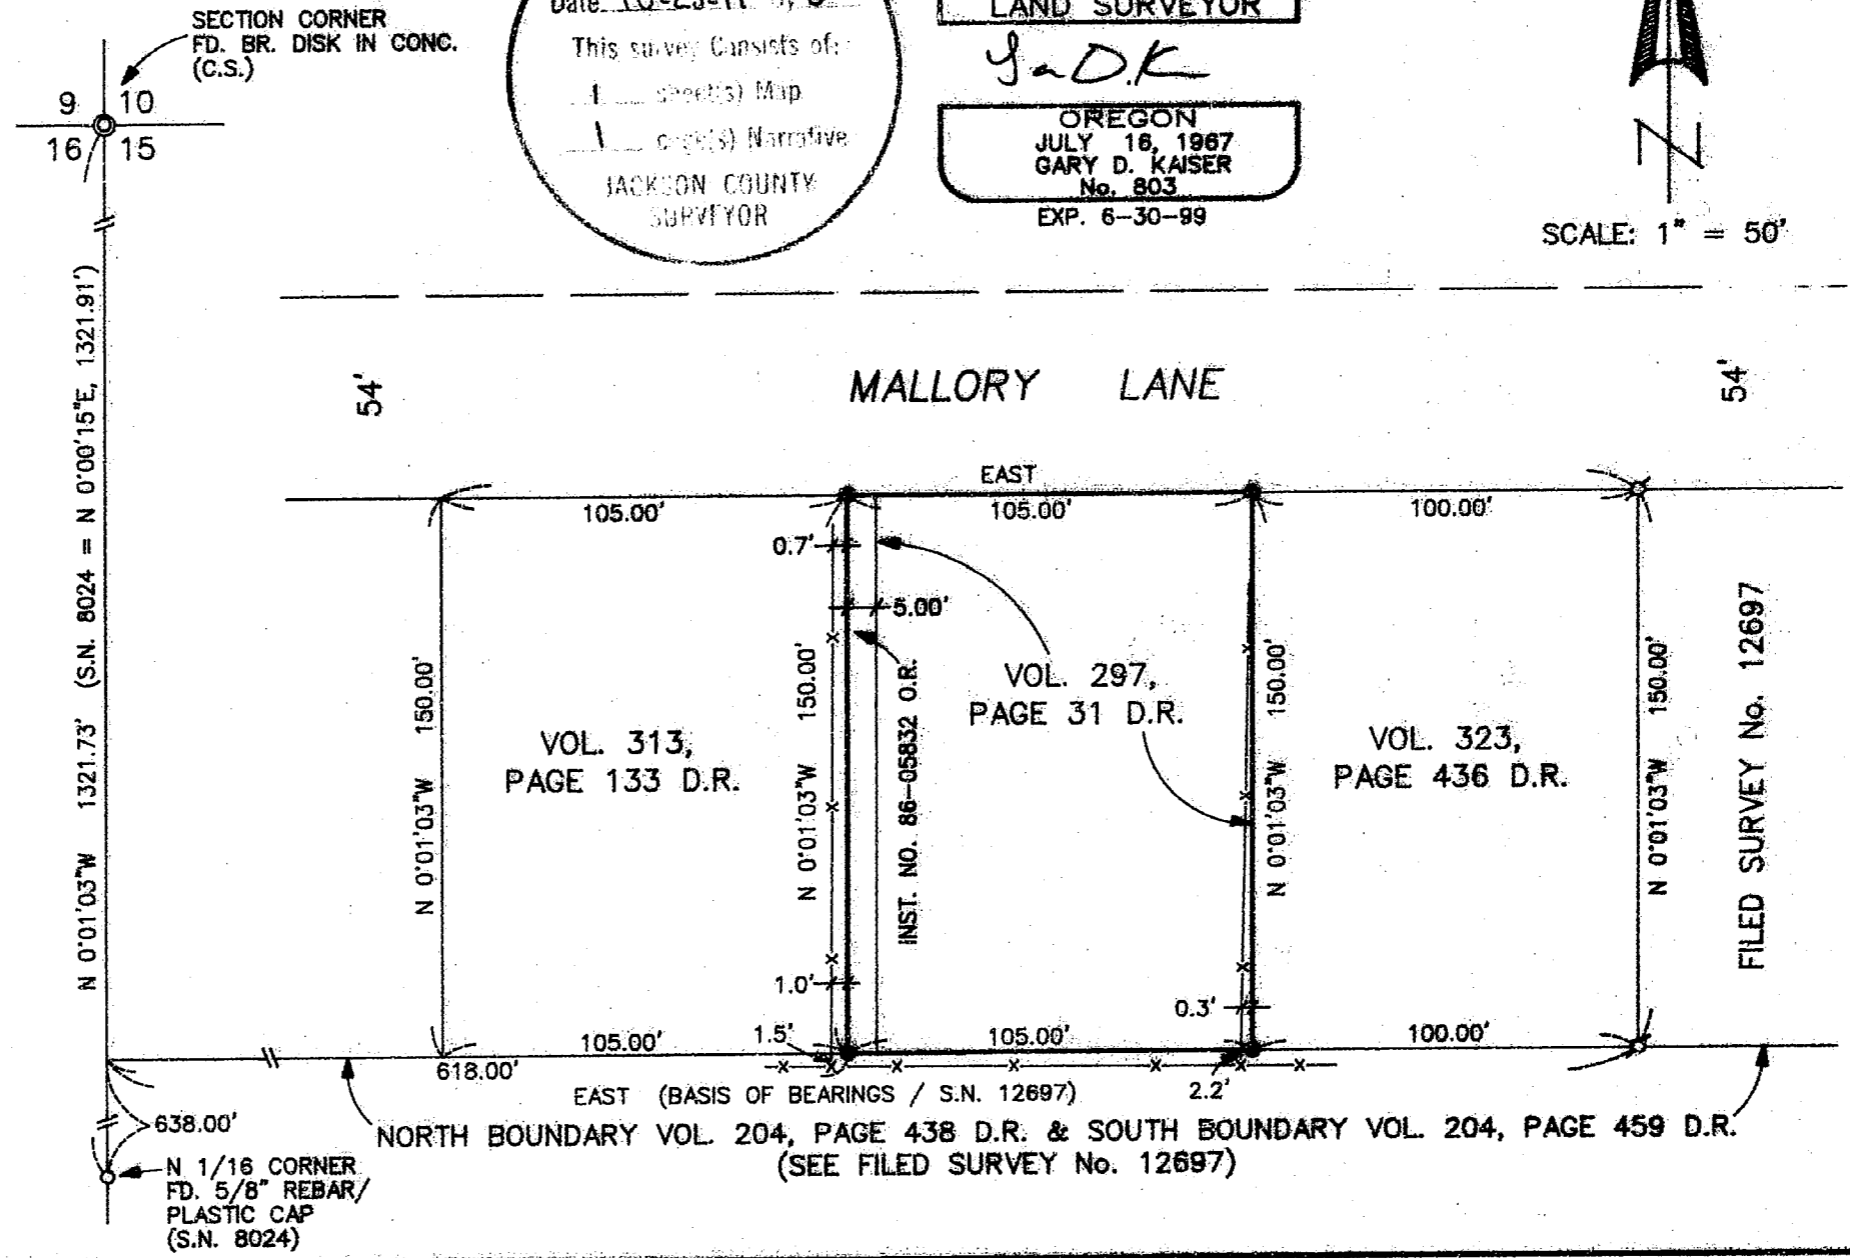 SECTION CORNER
FD. BR. DISK IN CONC.
(C.S.)
9 10
16 15
Date
This survey Consists of:
1 sheet(s) Map
1 page(s) Narrative
JACKSON COUNTY
SURVEYOR
LAND SURVEYOR
OREGON
JULY 16, 1967
GARY D. KAISER
No. 803
EXP. 6-30-99
N
SCALE: 1" = 50'
N 0°01'03"W 1321.73' (S.N. 8024 = N 0°00'15"E, 1321.91')
54'
MALLORY LANE
54'
EAST
105.00'
105.00'
100.00'
0.7'
5.00'
N 0°01'03"W 150.00'
VOL. 313,
PAGE 133 D.R.
N 0°01'03"W 150.00'
INST. NO. 86-05832 O.R.
VOL. 297,
PAGE 31 D.R.
N 0°01'03"W 150.00'
VOL. 323,
PAGE 436 D.R.
N 0°01'03"W 150.00'
FILED SURVEY No. 12697
1.0'
0.3'
1.5'
105.00'
105.00'
100.00'
618.00'
2.2'
EAST (BASIS OF BEARINGS / S.N. 12697)
638.00'
NORTH BOUNDARY VOL. 204, PAGE 438 D.R. & SOUTH BOUNDARY VOL. 204, PAGE 459 D.R.
(SEE FILED SURVEY No. 12697)
N 1/16 CORNER
FD. 5/8" REBAR/
PLASTIC CAP
(S.N. 8024)